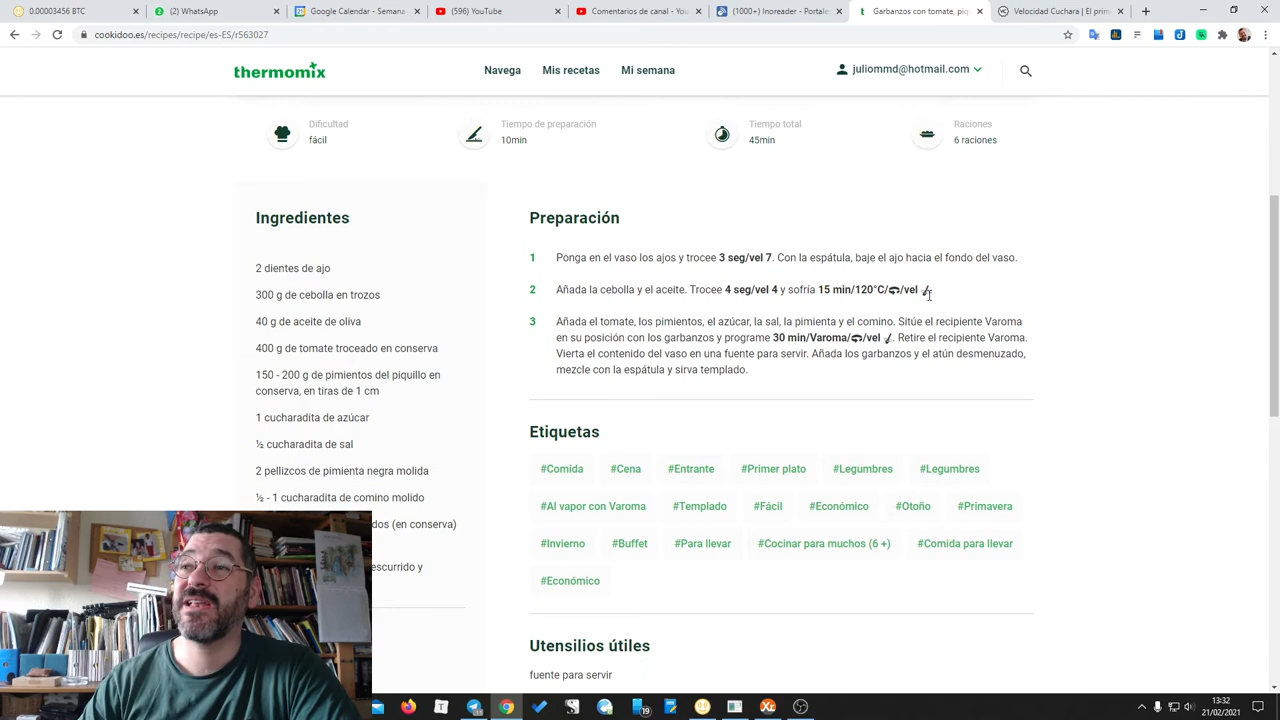 0.00003456 BTC
(2) WhatsApp
Google Calendar - Semana
(596) YouTube
Contenido del canal - You
(1000+) Inoreader - Portale
Garbanzos con tomate, piq
Velocidad Cuchara | El prim
cookidoo.es/recipes/recipe/es-ES/r563027
thermomix
Navega
Mis recetas
Mi semana
juliommd@hotmail.com
Dificultad
fácil
Tiempo de preparación
10min
Tiempo total
45min
Raciones
6 raciones
Ingredientes
2 dientes de ajo
300 g de cebolla en trozos
40 g de aceite de oliva
400 g de tomate troceado en conserva
150 - 200 g de pimientos del piquillo en
conserva, en tiras de 1 cm
1 cucharadita de azúcar
½ cucharadita de sal
2 pellizcos de pimienta negra molida
½ - 1 cucharadita de comino molido
dos (en conserva)
escurrido y
Preparación
1 Ponga en el vaso los ajos y trocee 3 seg/vel 7. Con la espátula, baje el ajo hacia el fondo del vaso.
2 Añada la cebolla y el aceite. Trocee 4 seg/vel 4 y sofría 15 min/120°C/ /vel
3 Añada el tomate, los pimientos, el azúcar, la sal, la pimienta y el comino. Sitúe el recipiente Varoma
en su posición con los garbanzos y programe 30 min/Varoma/ /vel . Retire el recipiente Varoma.
Vierta el contenido del vaso en una fuente para servir. Añada los garbanzos y el atún desmenuzado,
mezcle con la espátula y sirva templado.
Etiquetas
#Comida #Cena #Entrante #Primer plato #Legumbres #Legumbres
#Al vapor con Varoma #Templado #Fácil #Económico #Otoño #Primavera
#Invierno #Buffet #Para llevar #Cocinar para muchos (6 +) #Comida para llevar
#Económico
Utensilios útiles
fuente para servir
19
13:32
21/02/2021